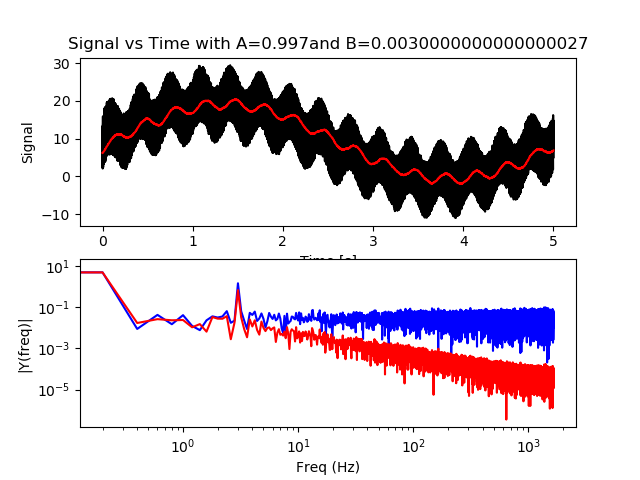 Signal vs Time with A=0.997and B=0.0030000000000000027
30
20
10
0
−10
Signal
0 1 2 3 4 5
Time [s]
10¹
10⁻¹
10⁻³
10⁻⁵
|Y(freq)|
10⁰ 10¹ 10² 10³
Freq (Hz)